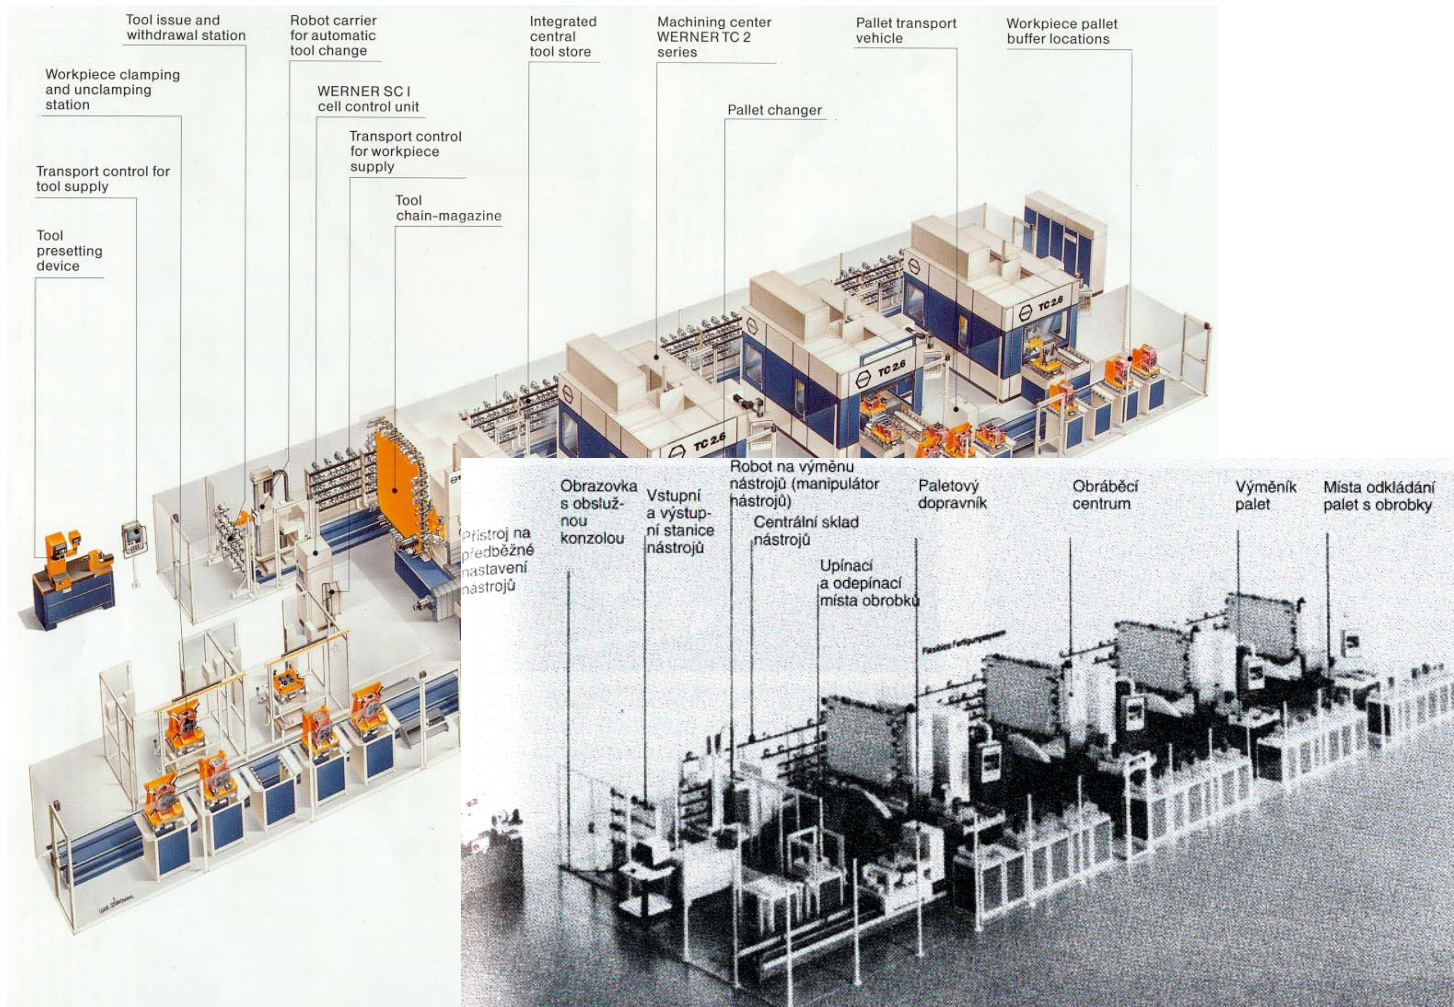 Tool issue and
withdrawal station
Robot carrier
for automatic
tool change
Integrated
central
tool store
Machining center
WERNER TC 2
series
Pallet transport
vehicle
Workpiece pallet
buffer locations
Workpiece clamping
and unclamping
station
WERNER SC I
cell control unit
Pallet changer
Transport control
for workpiece
supply
Transport control for
tool supply
Tool
chain-magazine
Tool
presetting
device
TC 2.6
TC 2.6
TC 2.6
Přístroj na
předběžné
nastavení
nástrojů
Obrazovka
s obsluž-
nou
konzolou
Vstupní
a výstup-
ní stanice
nástrojů
Robot na výměnu
nástrojů (manipulátor
nástrojů)
Centrální sklad
nástrojů
Upínací
a odepínací
místa obrobků
Paletový
dopravník
Obráběcí
centrum
Výměník
palet
Místa odkládání
palet s obrobky
Flexibles Fertigungssystem